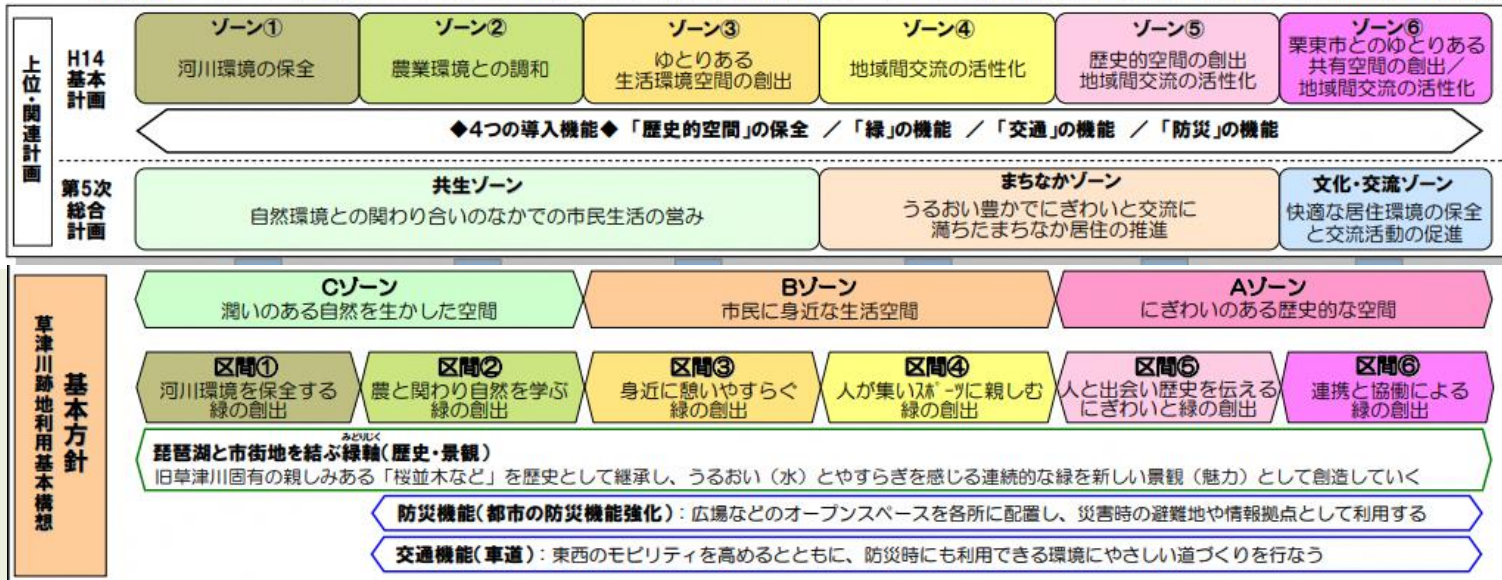 上位・関連計画
H14
基本
計画
ゾーン①
河川環境の保全
ゾーン②
農業環境との調和
ゾーン③
ゆとりある
生活環境空間の創出
ゾーン④
地域間交流の活性化
ゾーン⑤
歴史的空間の創出
地域間交流の活性化
ゾーン⑥
栗東市とのゆとりある
共有空間の創出／
地域間交流の活性化
◆4つの導入機能◆「歴史的空間」の保全 ／「緑」の機能 ／「交通」の機能 ／「防災」の機能
第5次
総合
計画
共生ゾーン
自然環境との関わり合いのなかでの市民生活の営み
まちなかゾーン
うるおい豊かでにぎわいと交流に
満ちたまちなか居住の推進
文化・交流ゾーン
快適な居住環境の保全
と交流活動の促進
草津川跡地利用基本構想
基本方針
Cゾーン
潤いのある自然を生かした空間
Bゾーン
市民に身近な生活空間
Aゾーン
にぎわいのある歴史的な空間
区間①
河川環境を保全する
緑の創出
区間②
農と関わり自然を学ぶ
緑の創出
区間③
身近に憩いやすらぐ
緑の創出
区間④
人が集いｽﾎﾟｰﾂに親しむ
緑の創出
区間⑤
人と出会い歴史を伝える
にぎわいと緑の創出
区間⑥
連携と協働による
緑の創出
みどりじく
琵琶湖と市街地を結ぶ緑軸(歴史・景観)
旧草津川固有の親しみある「桜並木など」を歴史として継承し、うるおい（水）とやすらぎを感じる連続的な緑を新しい景観（魅力）として創造していく
防災機能(都市の防災機能強化)：広場などのオープンスペースを各所に配置し、災害時の避難地や情報拠点として利用する
交通機能(車道)：東西のモビリティを高めるとともに、防災時にも利用できる環境にやさしい道づくりを行なう